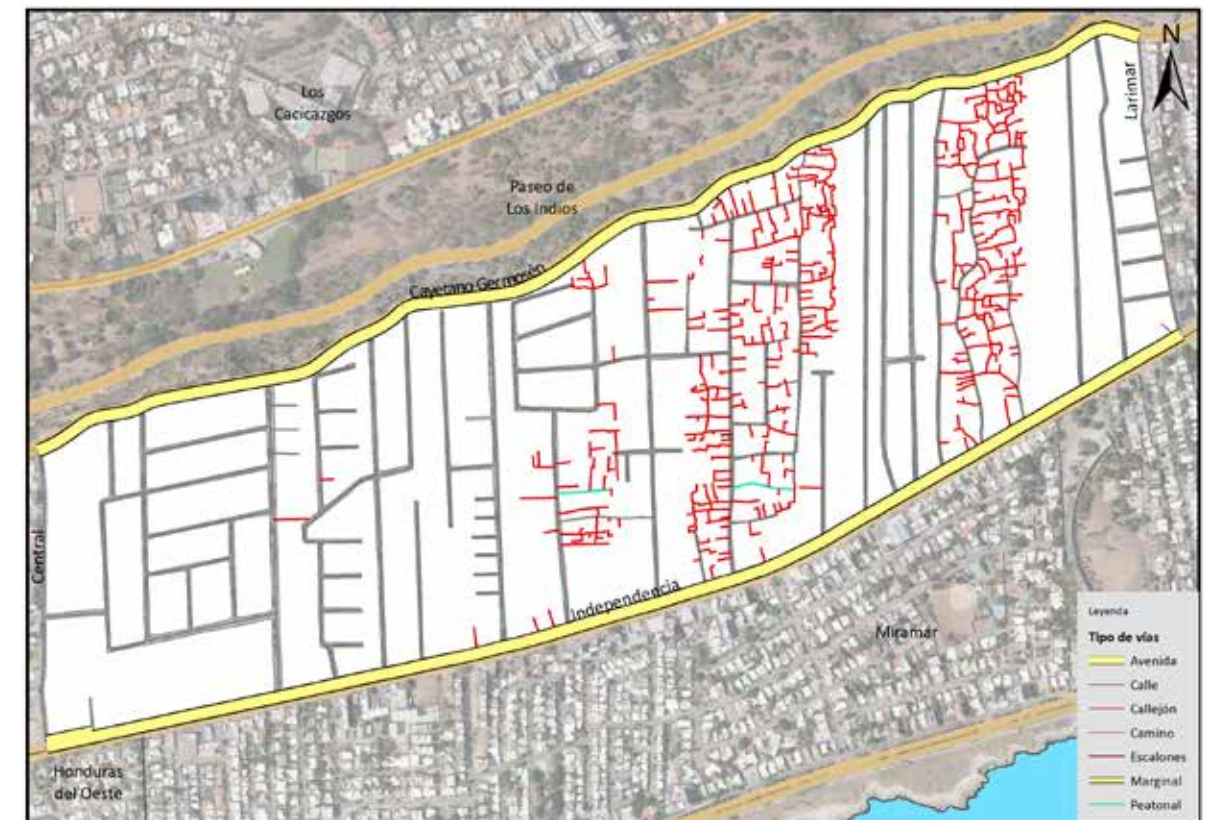 N
Los
Cacicazgos
Larimar
Paseo de
Los Indios
Cayetano Germosén
Central
Independencia
Miramar
Honduras
del Oeste
Leyenda
Tipo de vías
Avenida
Calle
Callejón
Camino
Escalones
Marginal
Peatonal